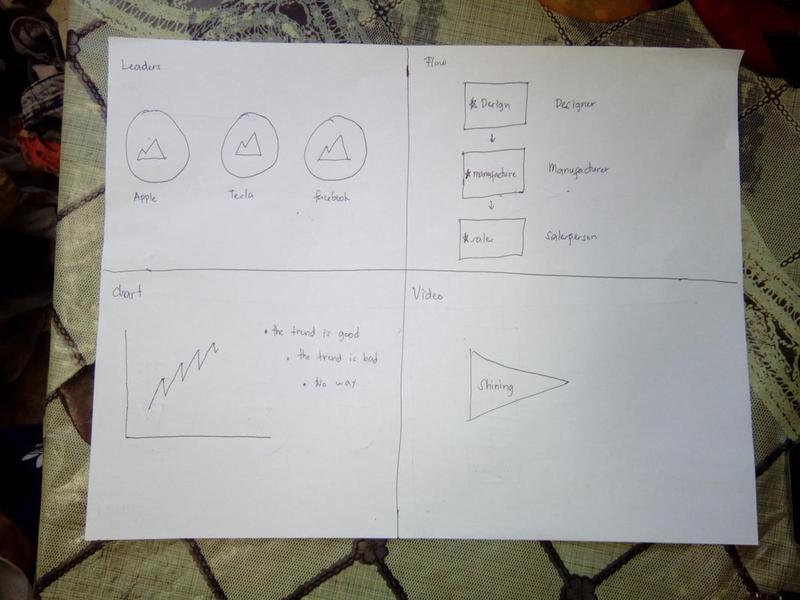 Leaders
Apple
Tesla
facebook
Flow
Design
Designer
manufacture
Manufacturer
sales
Salesperson
Chart
• the trend is good
• the trend is bad
• No way
Video
Shining